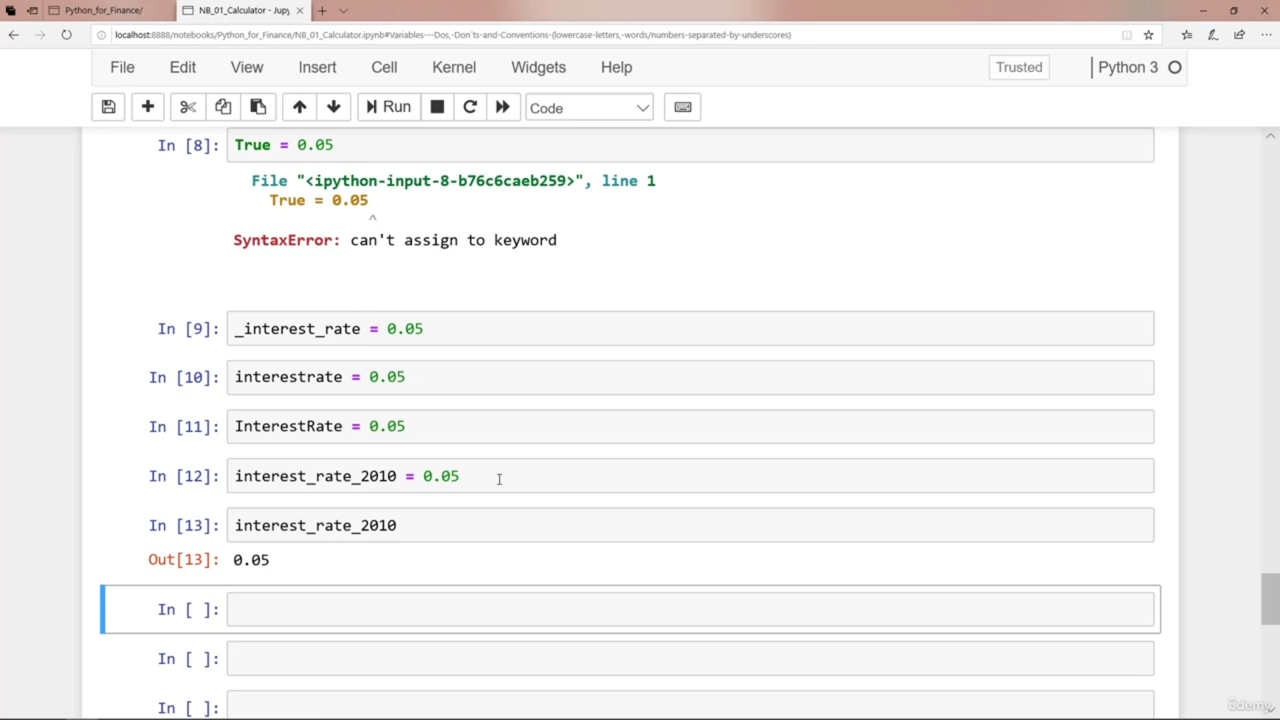 Python_for_Finance/
NB_01_Calculator - Jupy
localhost:8888/notebooks/Python_for_Finance/NB_01_Calculator.ipynb#Variables---Dos,-Don'ts-and-Conventions-(lowercase-letters,-words/numbers-separated-by-underscores)
File Edit View Insert Cell Kernel Widgets Help Trusted Python 3
Run Code
In [8]: True = 0.05
File "<ipython-input-8-b76c6caeb259>", line 1
True = 0.05
^
SyntaxError: can't assign to keyword
In [9]: _interest_rate = 0.05
In [10]: interestrate = 0.05
In [11]: InterestRate = 0.05
In [12]: interest_rate_2010 = 0.05
In [13]: interest_rate_2010
Out[13]: 0.05
In [ ]:
In [ ]:
In [ ]:
ûdemy